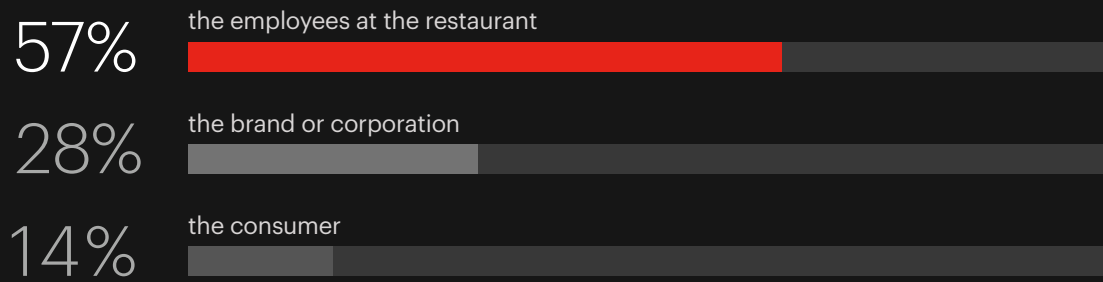 the employees at the restaurant
57%
the brand or corporation
28%
the consumer
14%